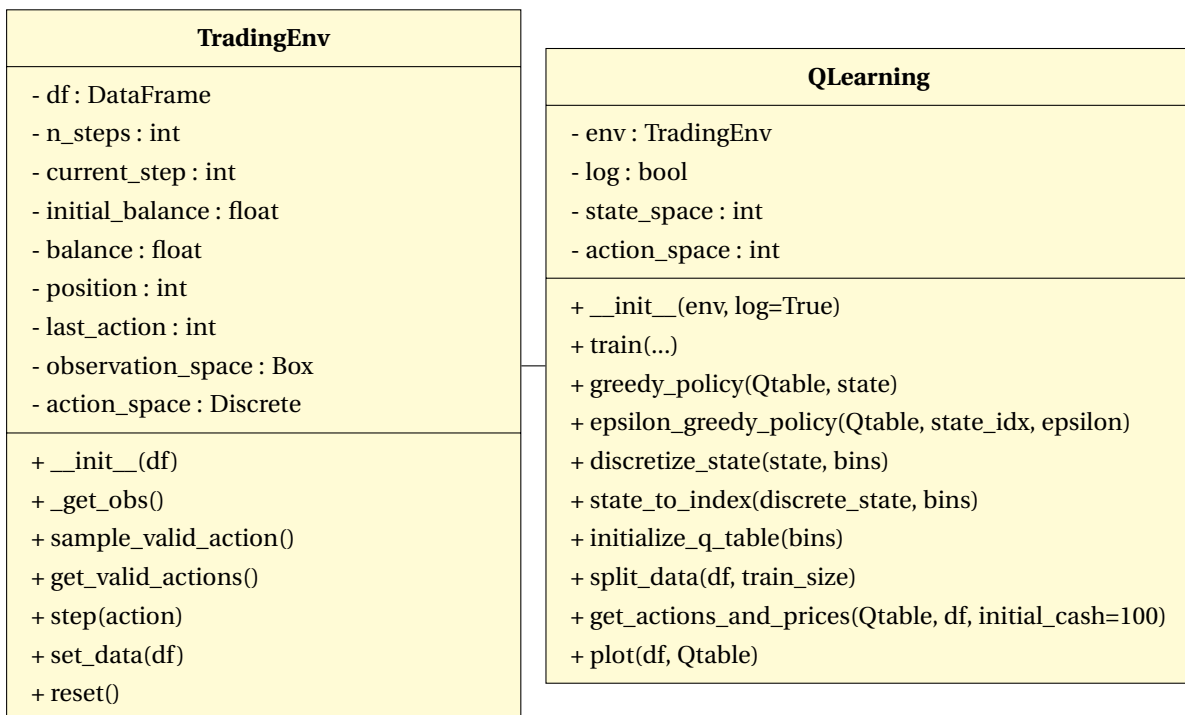 TradingEnv
- df : DataFrame
- n_steps : int
- current_step : int
- initial_balance : float
- balance : float
- position : int
- last_action : int
- observation_space : Box
- action_space : Discrete
+ __init__(df)
+ _get_obs()
+ sample_valid_action()
+ get_valid_actions()
+ step(action)
+ set_data(df)
+ reset()
QLearning
- env : TradingEnv
- log : bool
- state_space : int
- action_space : int
+ __init__(env, log=True)
+ train(...)
+ greedy_policy(Qtable, state)
+ epsilon_greedy_policy(Qtable, state_idx, epsilon)
+ discretize_state(state, bins)
+ state_to_index(discrete_state, bins)
+ initialize_q_table(bins)
+ split_data(df, train_size)
+ get_actions_and_prices(Qtable, df, initial_cash=100)
+ plot(df, Qtable)